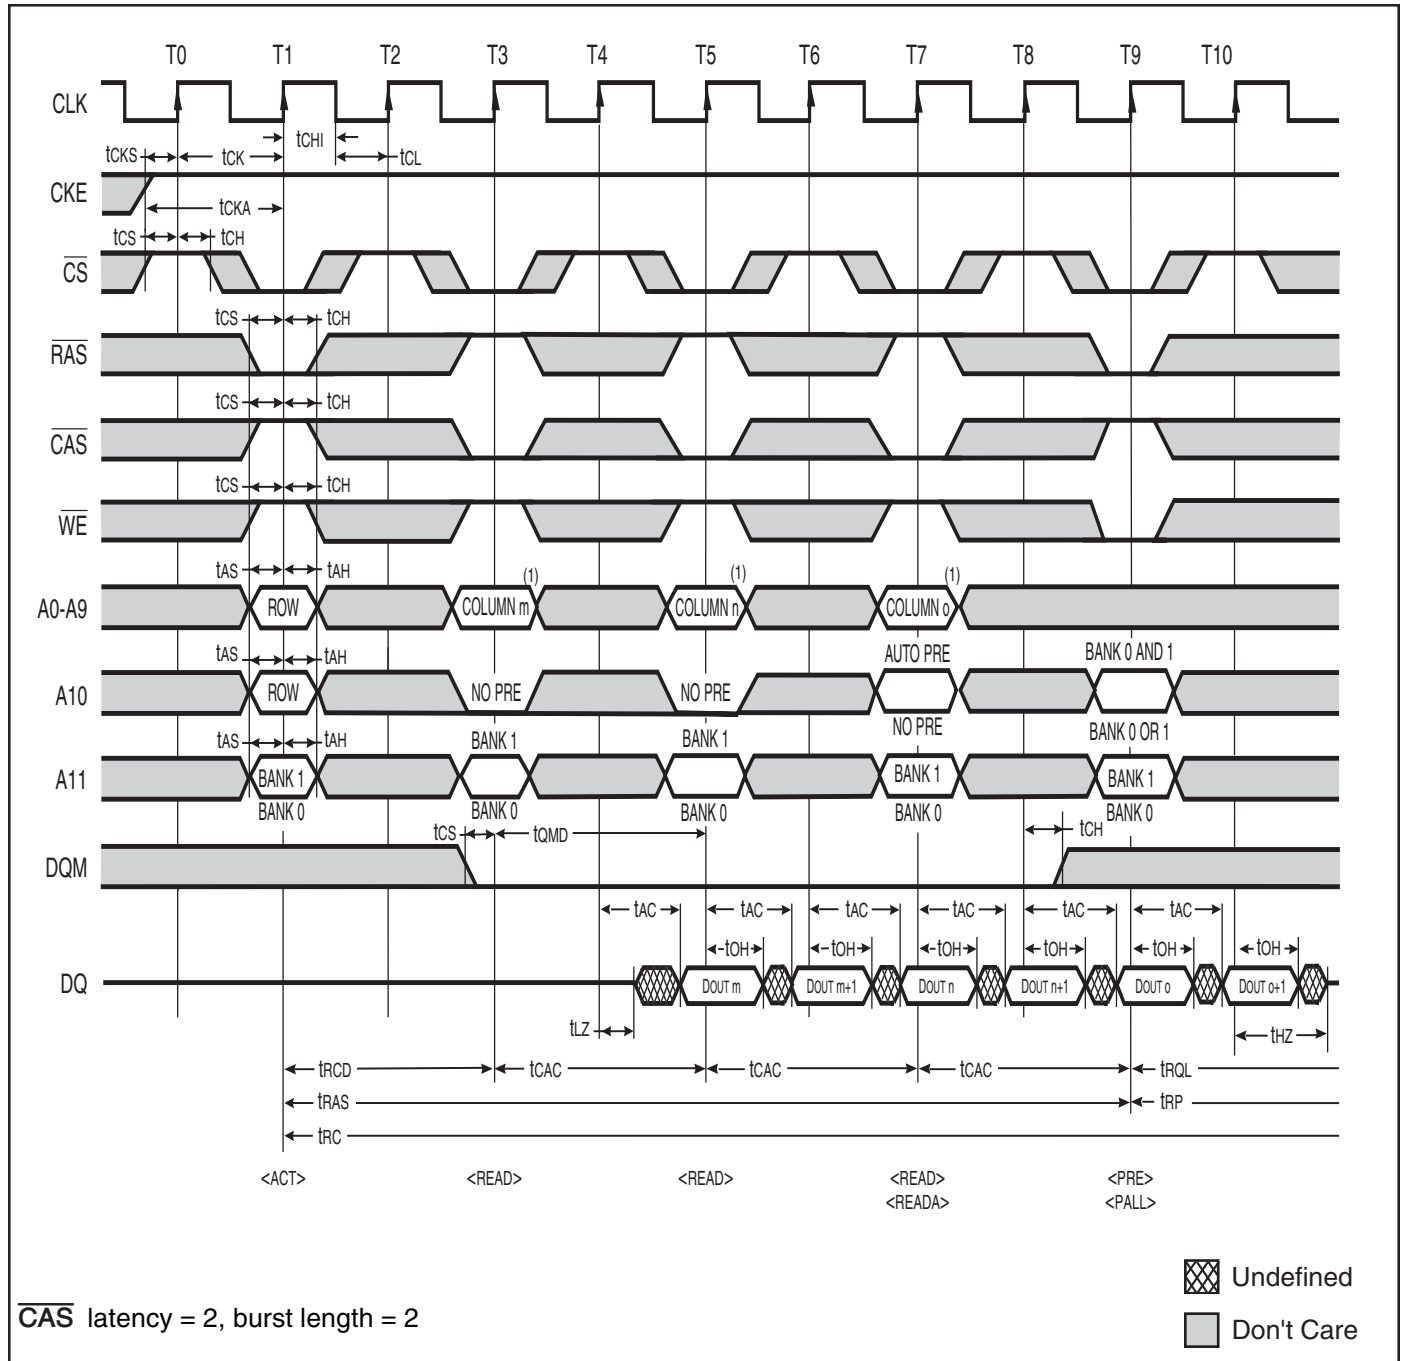 T0 T1 T2 T3 T4 T5 T6 T7 T8 T9 T10
CLK
tCHI
tCKS tCK tCL
CKE
tCKA
tCS tCH
CS
tCS tCH
RAS
tCS tCH
CAS
tCS tCH
WE
tAS tAH (1) (1) (1)
A0-A9 ROW COLUMN m COLUMN n COLUMN o
tAS tAH AUTO PRE BANK 0 AND 1
A10 ROW NO PRE NO PRE
NO PRE BANK 0 OR 1
tAS tAH BANK 1 BANK 1
A11 BANK 1 BANK 1 BANK 1
BANK 0 BANK 0 BANK 0 BANK 0 BANK 0
tCS tQMD tCH
DQM
tAC tAC tAC tAC tAC tAC
tOH tOH tOH tOH tOH tOH
DQ DOUT m DOUT m+1 DOUT n DOUT n+1 DOUT o DOUT o+1
tLZ tHZ
tRCD tCAC tCAC tCAC tRQL
tRAS tRP
tRC
<ACT> <READ> <READ> <READ> <PRE>
<READA> <PALL>
Undefined
CAS latency = 2, burst length = 2
Don't Care